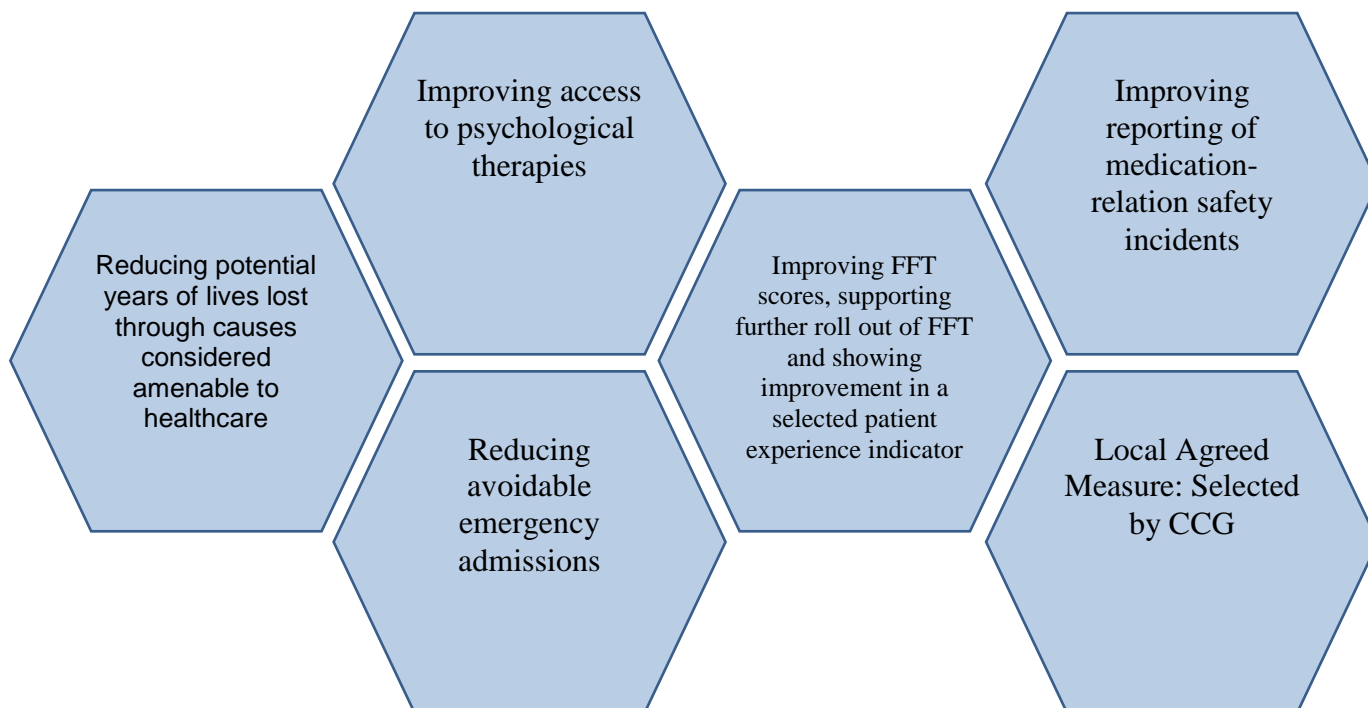 Improving access
to psychological
therapies
Improving
reporting of
medication-
relation safety
incidents
Reducing potential
years of lives lost
through causes
considered
amenable to
healthcare
Improving FFT
scores, supporting
further roll out of FFT
and showing
improvement in a
selected patient
experience indicator
Reducing
avoidable
emergency
admissions
Local Agreed
Measure: Selected
by CCG